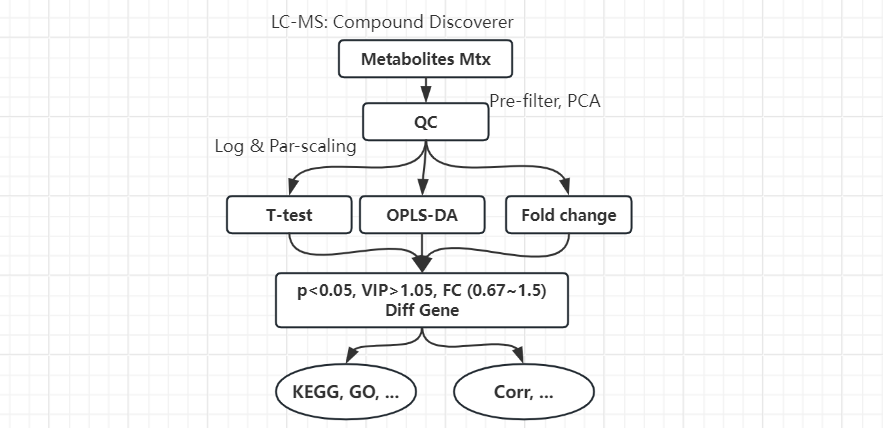 LC-MS: Compound Discoverer
Metabolites Mtx
Pre-filter, PCA
QC
Log & Par-scaling
T-test
OPLS-DA
Fold change
p<0.05, VIP>1.05, FC (0.67~1.5)
Diff Gene
KEGG, GO, ...
Corr, ...